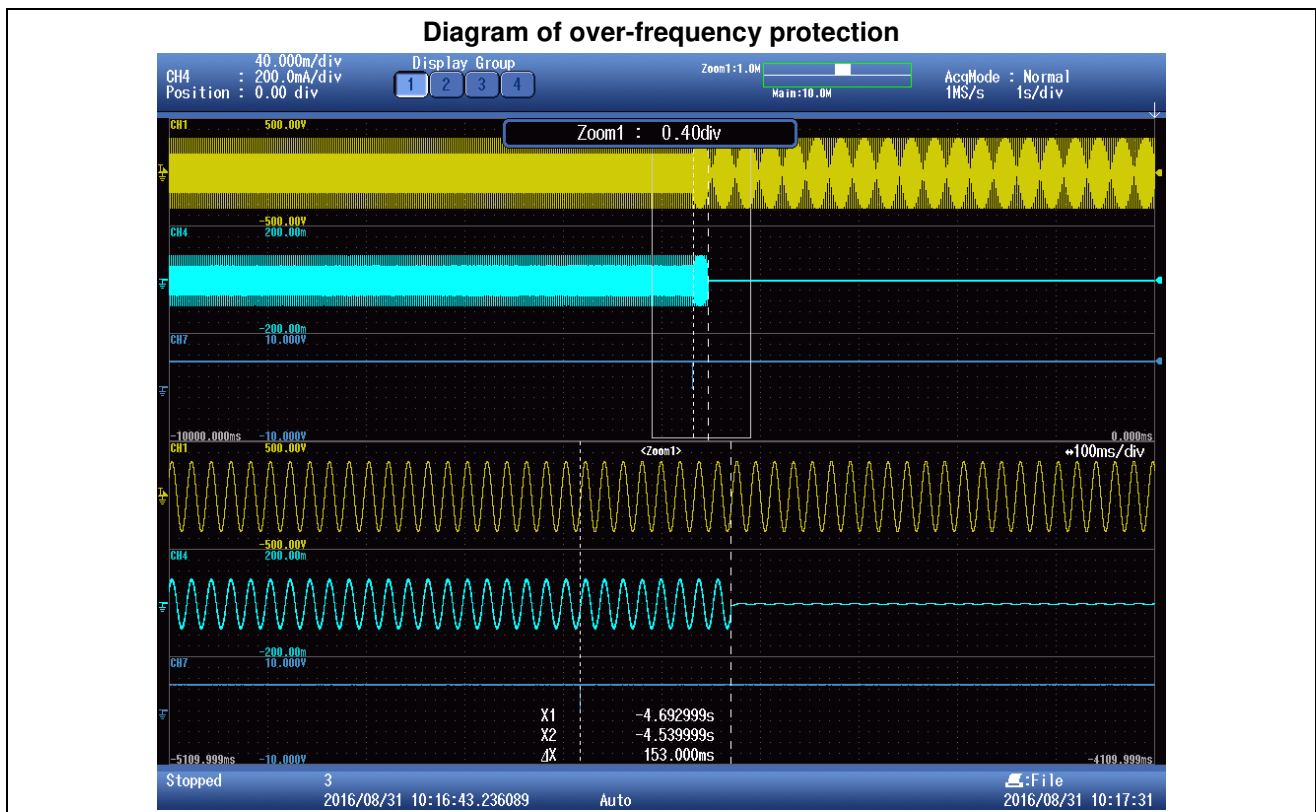 Diagram of over-frequency protection
40.000m/div
CH4 : 200.0mA/div
Position : 0.00 div
Display Group
1 2 3 4
Zoom1:1.0M
Main:10.0M
AcqMode : Normal
1MS/s 1s/div
CH1 500.00V
Zoom1 : 0.40div
-500.00V
CH4 200.00m
-200.00m
CH7 10.000V
-10000.000ms -10.000V 0.000ms
CH1 500.00V <Zoom1> ⇔100ms/div
-500.00V
CH4 200.00m
-200.00m
CH7 10.000V
X1 -4.692999s
X2 -4.539999s
ΔX 153.000ms
-5109.999ms -10.000V -4109.999ms
Stopped 3 :File
2016/08/31 10:16:43.236089 Auto 2016/08/31 10:17:31